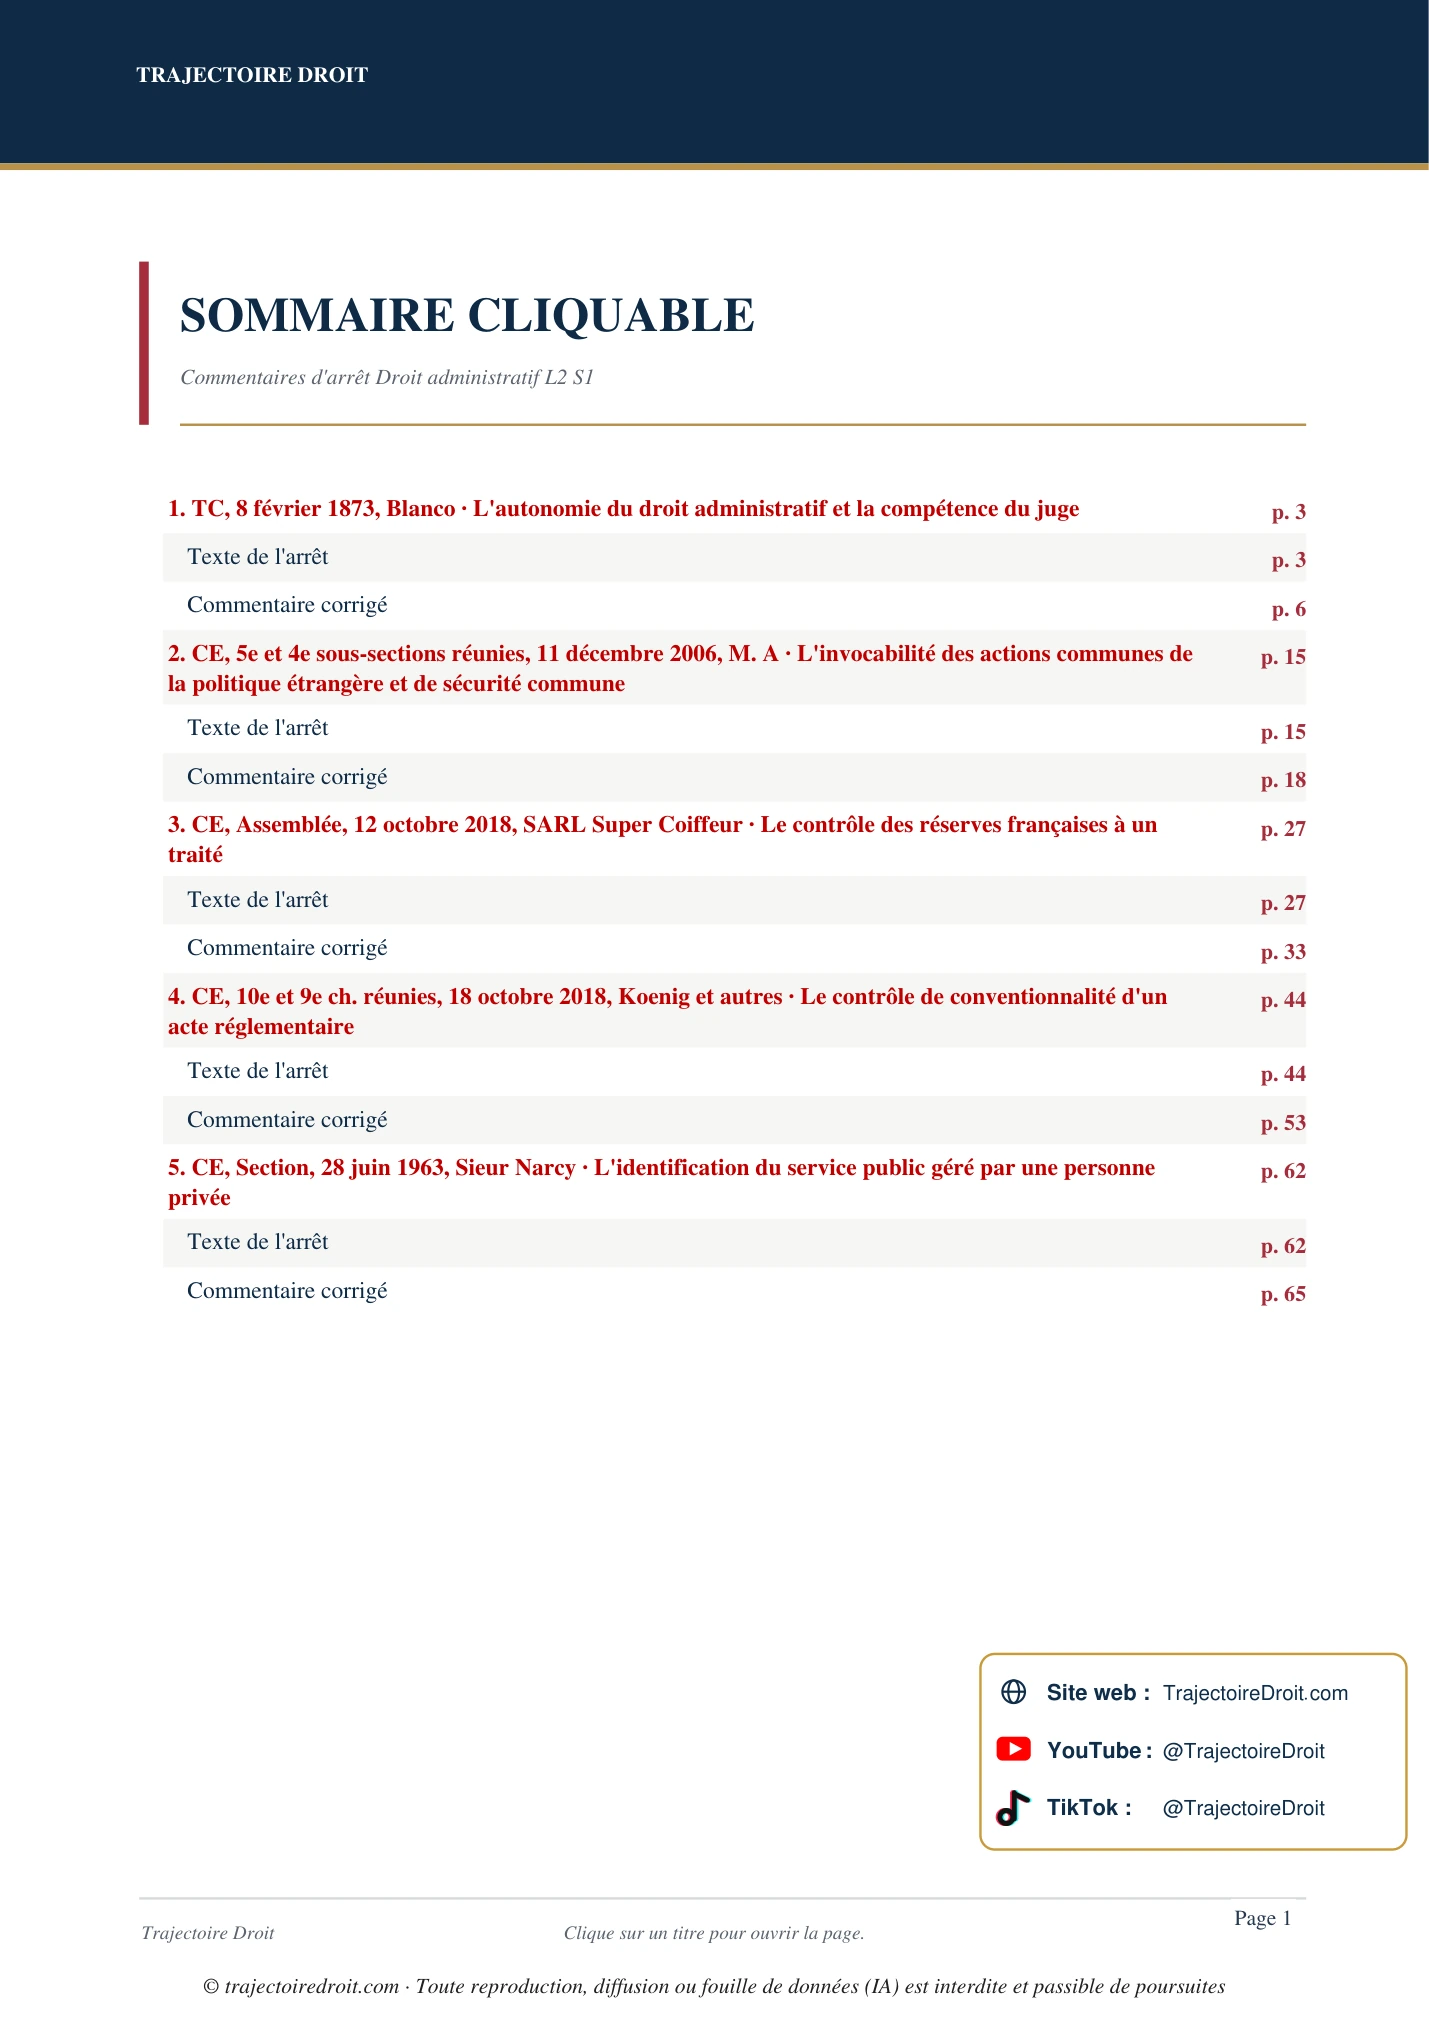 TRAJECTOIRE DROIT
SOMMAIRE CLIQUABLE
Commentaires d'arrêt Droit administratif L2 S1
1. TC, 8 février 1873, Blanco · L'autonomie du droit administratif et la compétence du juge p. 3
Texte de l'arrêt p. 3
Commentaire corrigé p. 6
2. CE, 5e et 4e sous-sections réunies, 11 décembre 2006, M. A · L'invocabilité des actions communes de p. 15
la politique étrangère et de sécurité commune
Texte de l'arrêt p. 15
Commentaire corrigé p. 18
3. CE, Assemblée, 12 octobre 2018, SARL Super Coiffeur · Le contrôle des réserves françaises à un p. 27
traité
Texte de l'arrêt p. 27
Commentaire corrigé p. 33
4. CE, 10e et 9e ch. réunies, 18 octobre 2018, Koenig et autres · Le contrôle de conventionnalité d'un p. 44
acte réglementaire
Texte de l'arrêt p. 44
Commentaire corrigé p. 53
5. CE, Section, 28 juin 1963, Sieur Narcy · L'identification du service public géré par une personne p. 62
privée
Texte de l'arrêt p. 62
Commentaire corrigé p. 65
Site web : TrajectoireDroit.com
YouTube : @TrajectoireDroit
TikTok : @TrajectoireDroit
Page 1
Trajectoire Droit Clique sur un titre pour ouvrir la page.
© trajectoiredroit.com · Toute reproduction, diffusion ou fouille de données (IA) est interdite et passible de poursuites